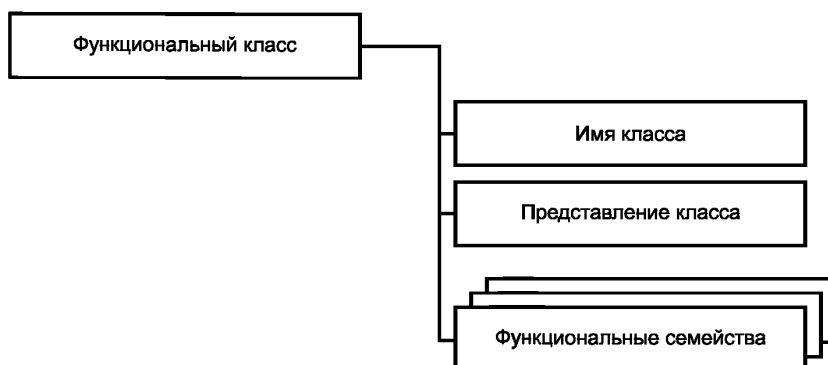 Функциональный класс
Имя класса
Представление класса
Функциональные семейства